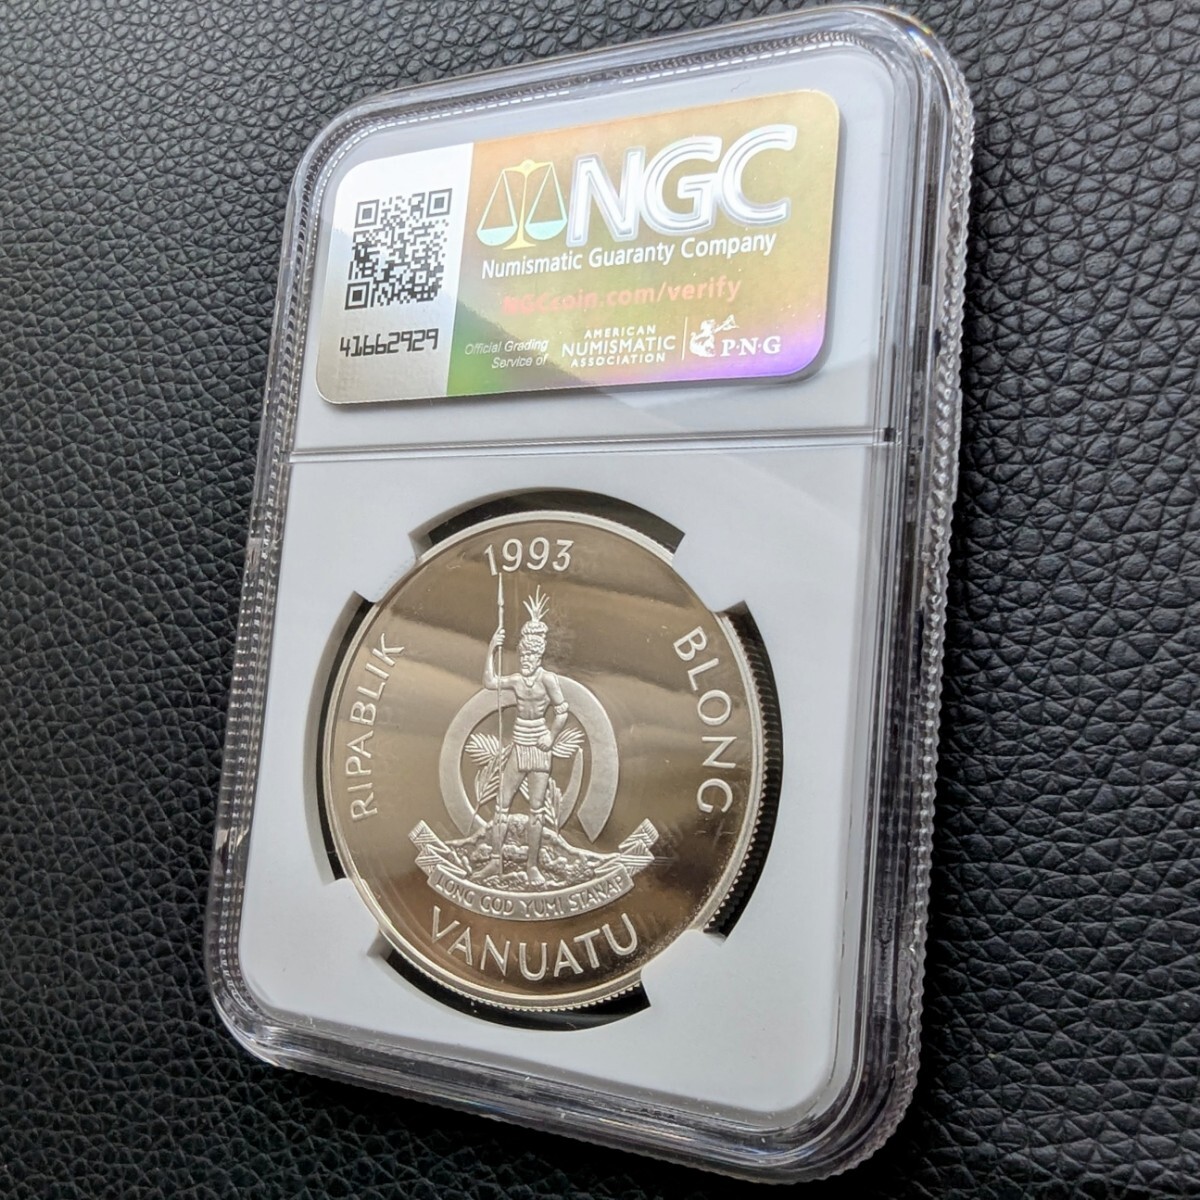 NGC
Numismatic Guaranty Company
NGCcoin.com/verify
41662929
Official Grading
Service of
AMERICAN
NUMISMATIC
ASSOCIATION
P·N·G
1993
RIPABLIK
BLONG
LONG GOD YUMI STANAP
VANUATU